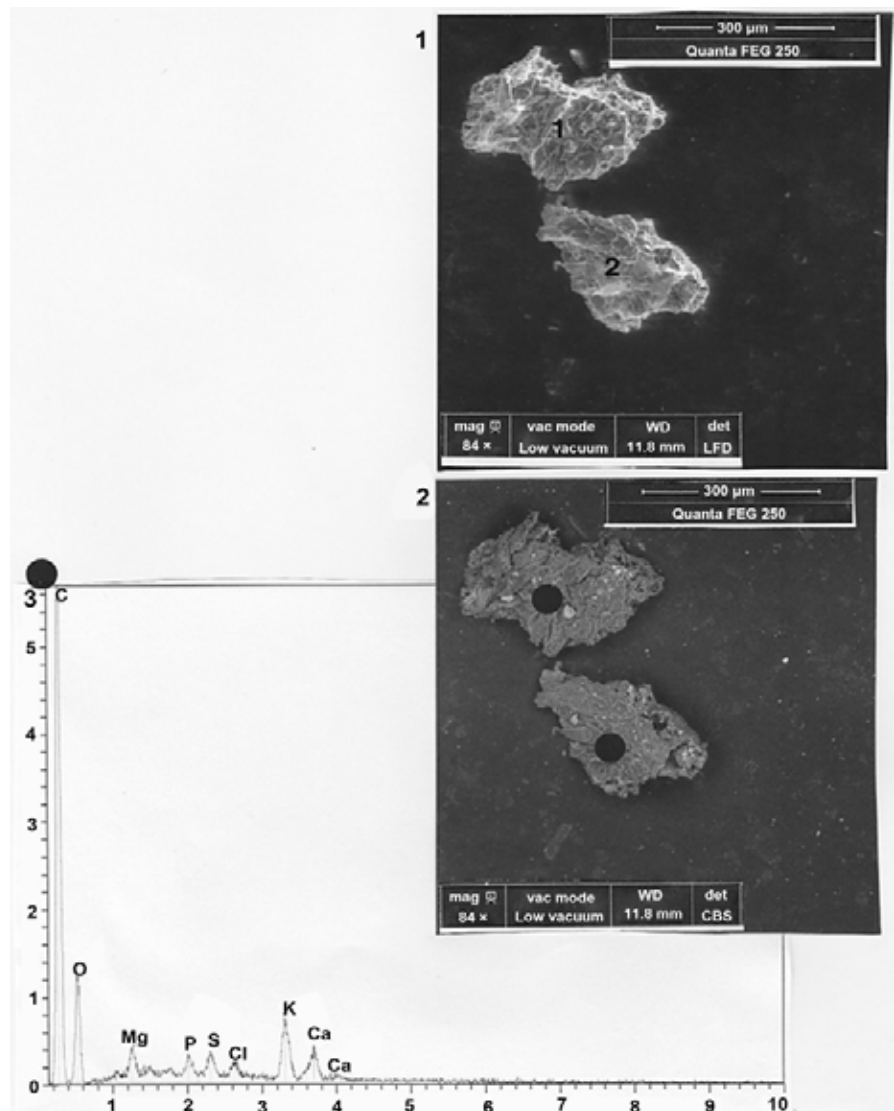 1
300 µm
Quanta FEG 250
1
2
mag
vac mode
WD
det
84 ×
Low vacuum
11.8 mm
LFD
2
300 µm
Quanta FEG 250
mag
vac mode
WD
det
84 ×
Low vacuum
11.8 mm
CBS
3
C
5
4
3
2
1
0
O
Mg
P
S
Cl
K
Ca
Ca
1
2
3
4
5
6
7
8
9
10